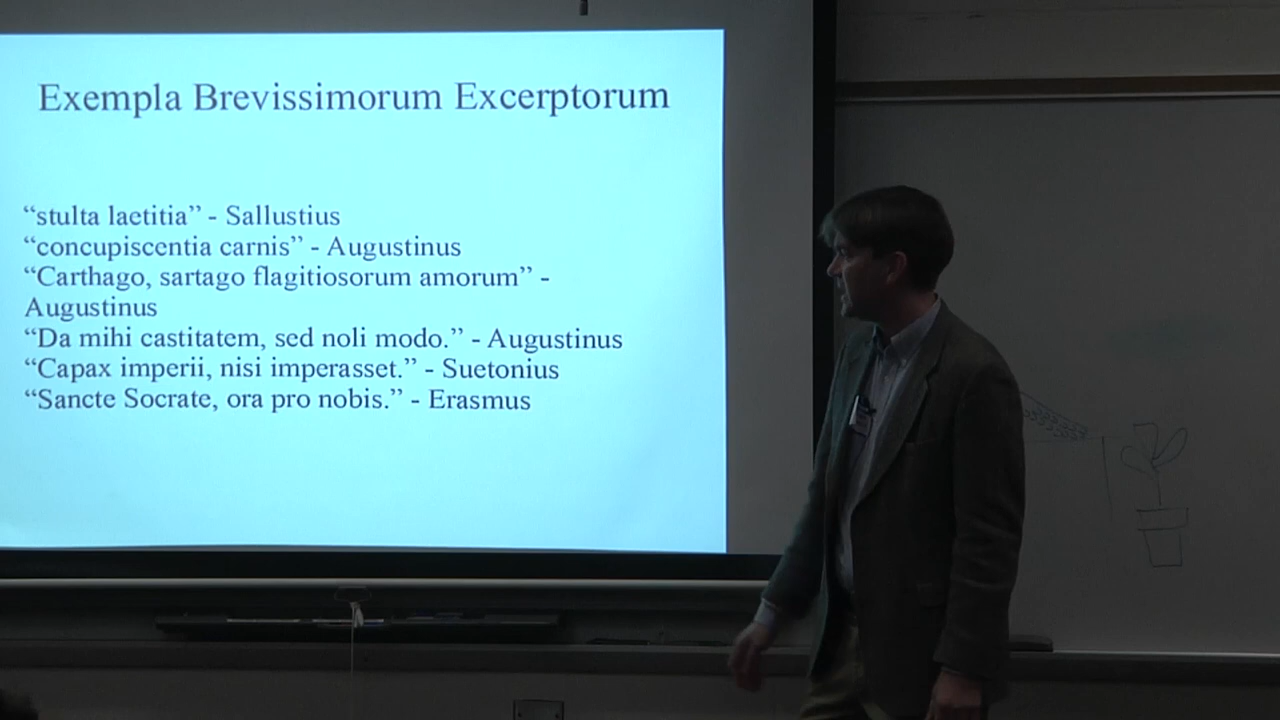 Exempla Brevissimorum Excerptorum
“stulta laetitia” - Sallustius
“concupiscentia carnis” - Augustinus
“Carthago, sartago flagitiosorum amorum” -
Augustinus
“Da mihi castitatem, sed noli modo.” - Augustinus
“Capax imperii, nisi imperasset.” - Suetonius
“Sancte Socrate, ora pro nobis.” - Erasmus